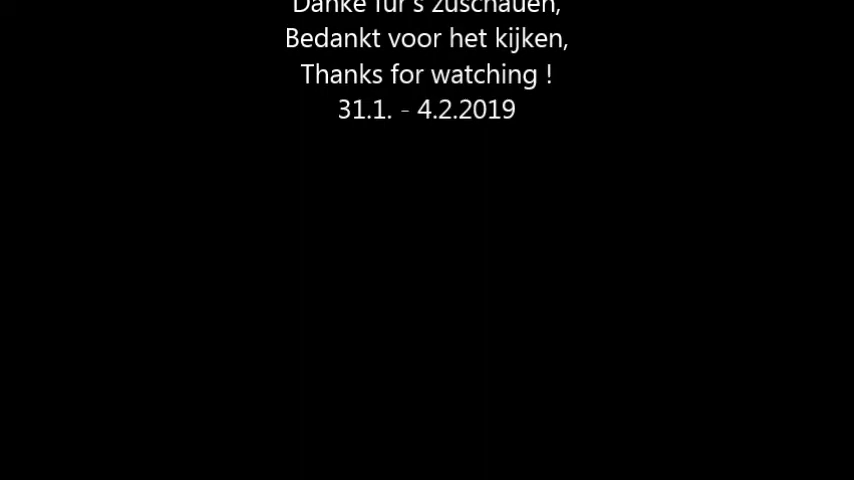 Danke für's zuschauen,
Bedankt voor het kijken,
Thanks for watching !
31.1. - 4.2.2019